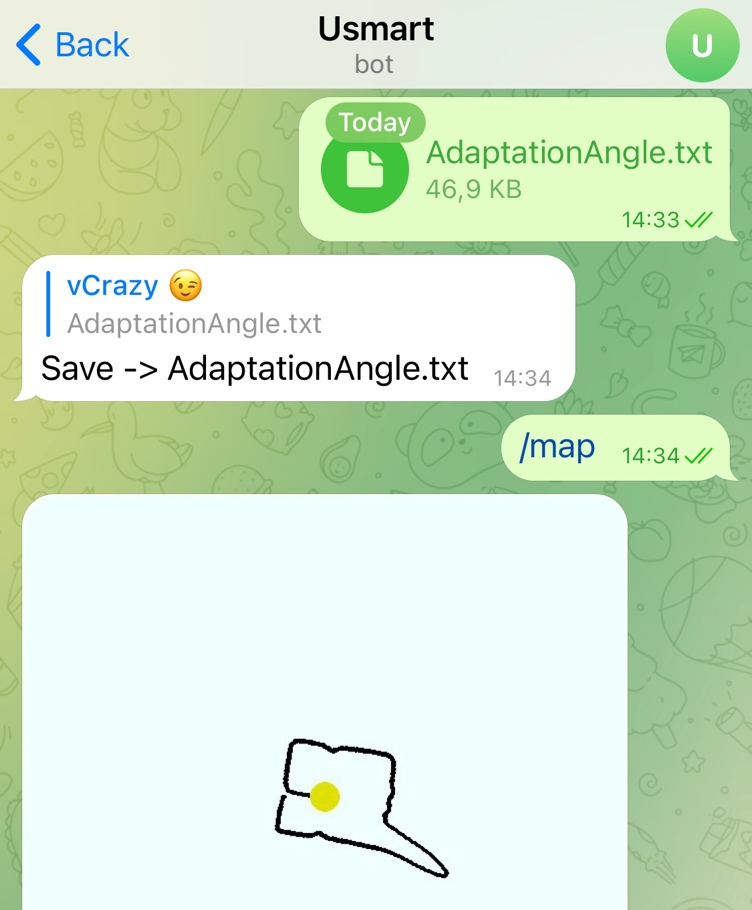 Back
Usmart
bot
U
Today
AdaptationAngle.txt
46,9 KB
14:33
vCrazy 😉
AdaptationAngle.txt
Save -> AdaptationAngle.txt 14:34
/map 14:34